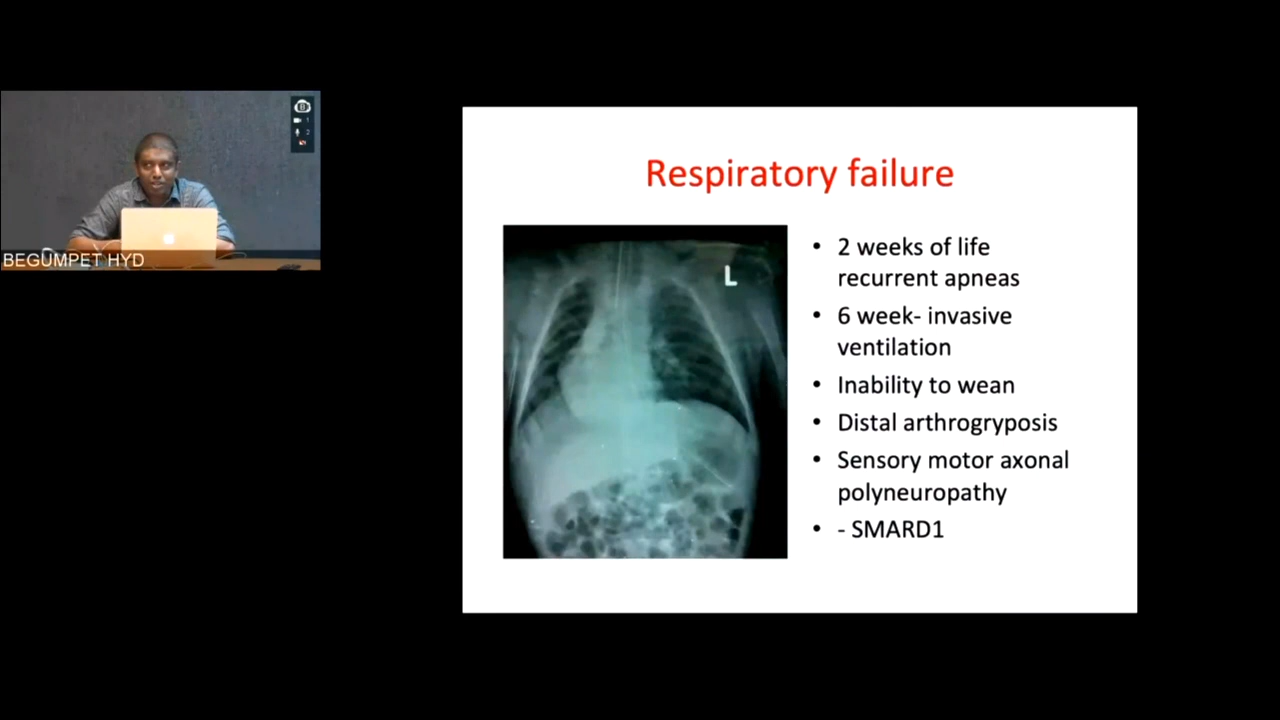 BEGUMPET HYD
Respiratory failure
L
• 2 weeks of life
recurrent apneas
• 6 week- invasive
ventilation
• Inability to wean
• Distal arthrogryposis
• Sensory motor axonal
polyneuropathy
• - SMARD1